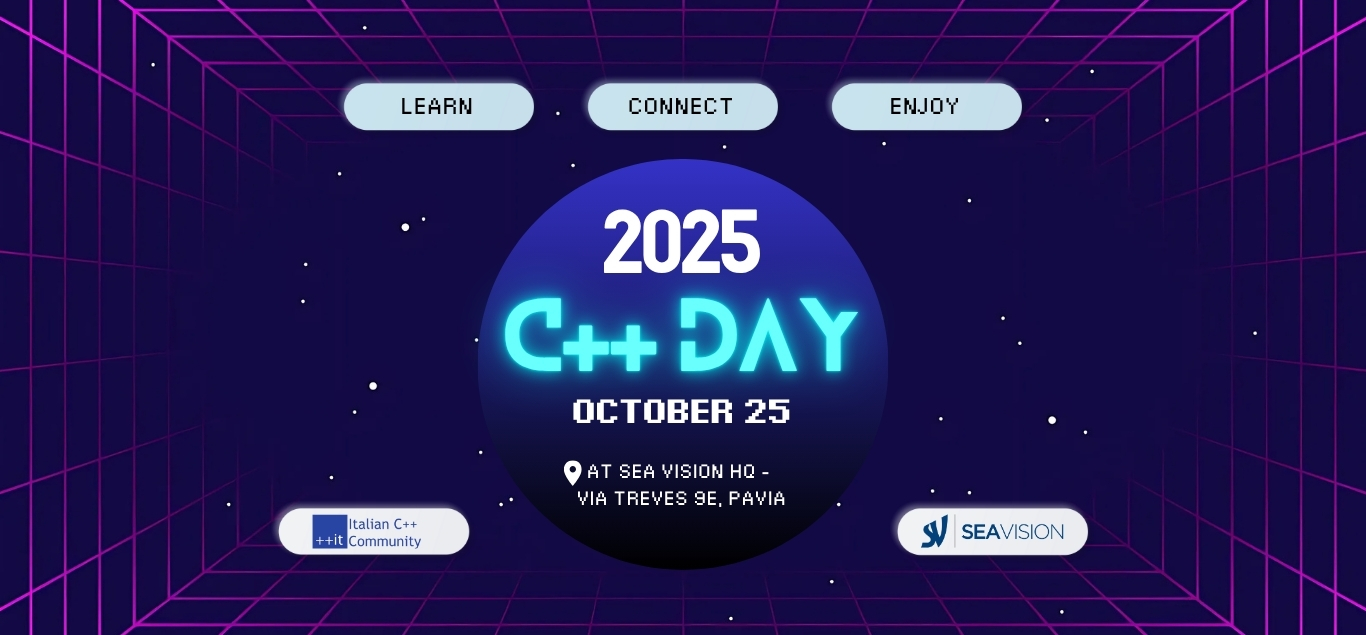 LEARN
CONNECT
ENJOY
2025
C++ DAY
OCTOBER 25
AT SEA VISION HQ -
VIA TREVES 9E, PAVIA
++it
Italian C++
Community
SV
SEAVISION